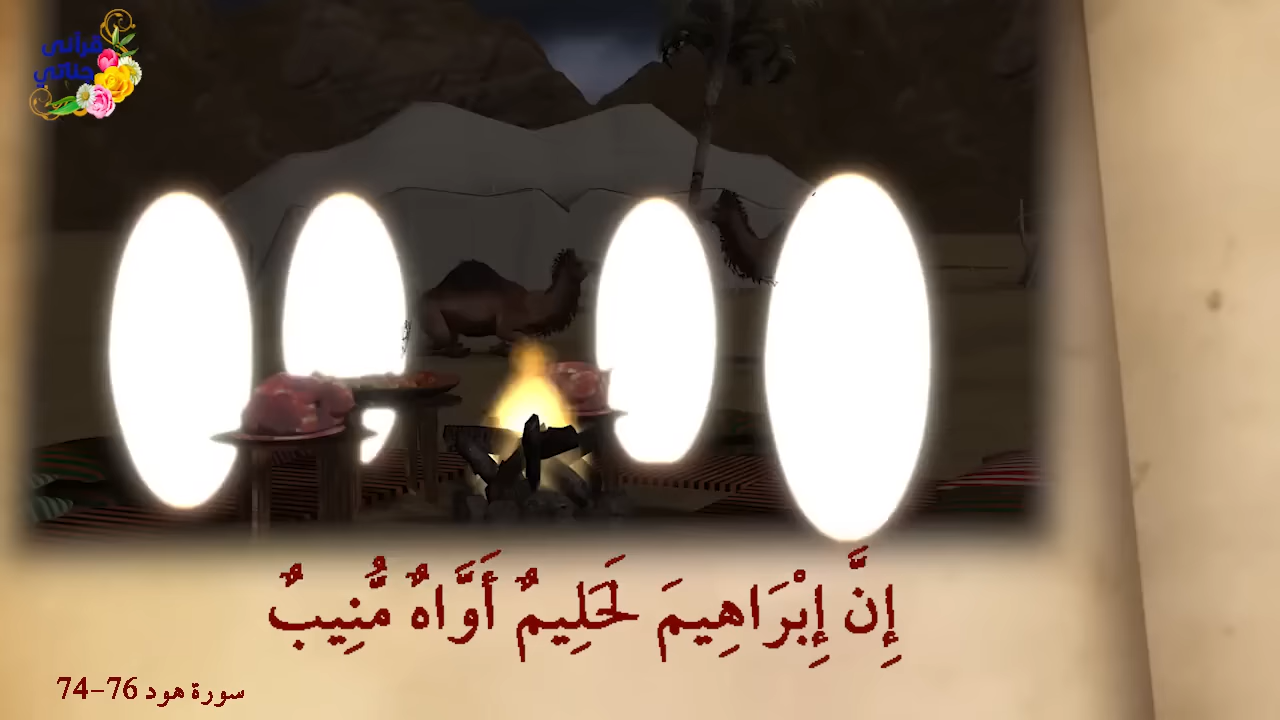 قرآني
جناتي
إِنَّ إِبْرَاهِيمَ لَحَلِيمٌ أَوَّاهٌ مُّنِيبٌ
سورة هود 76-74